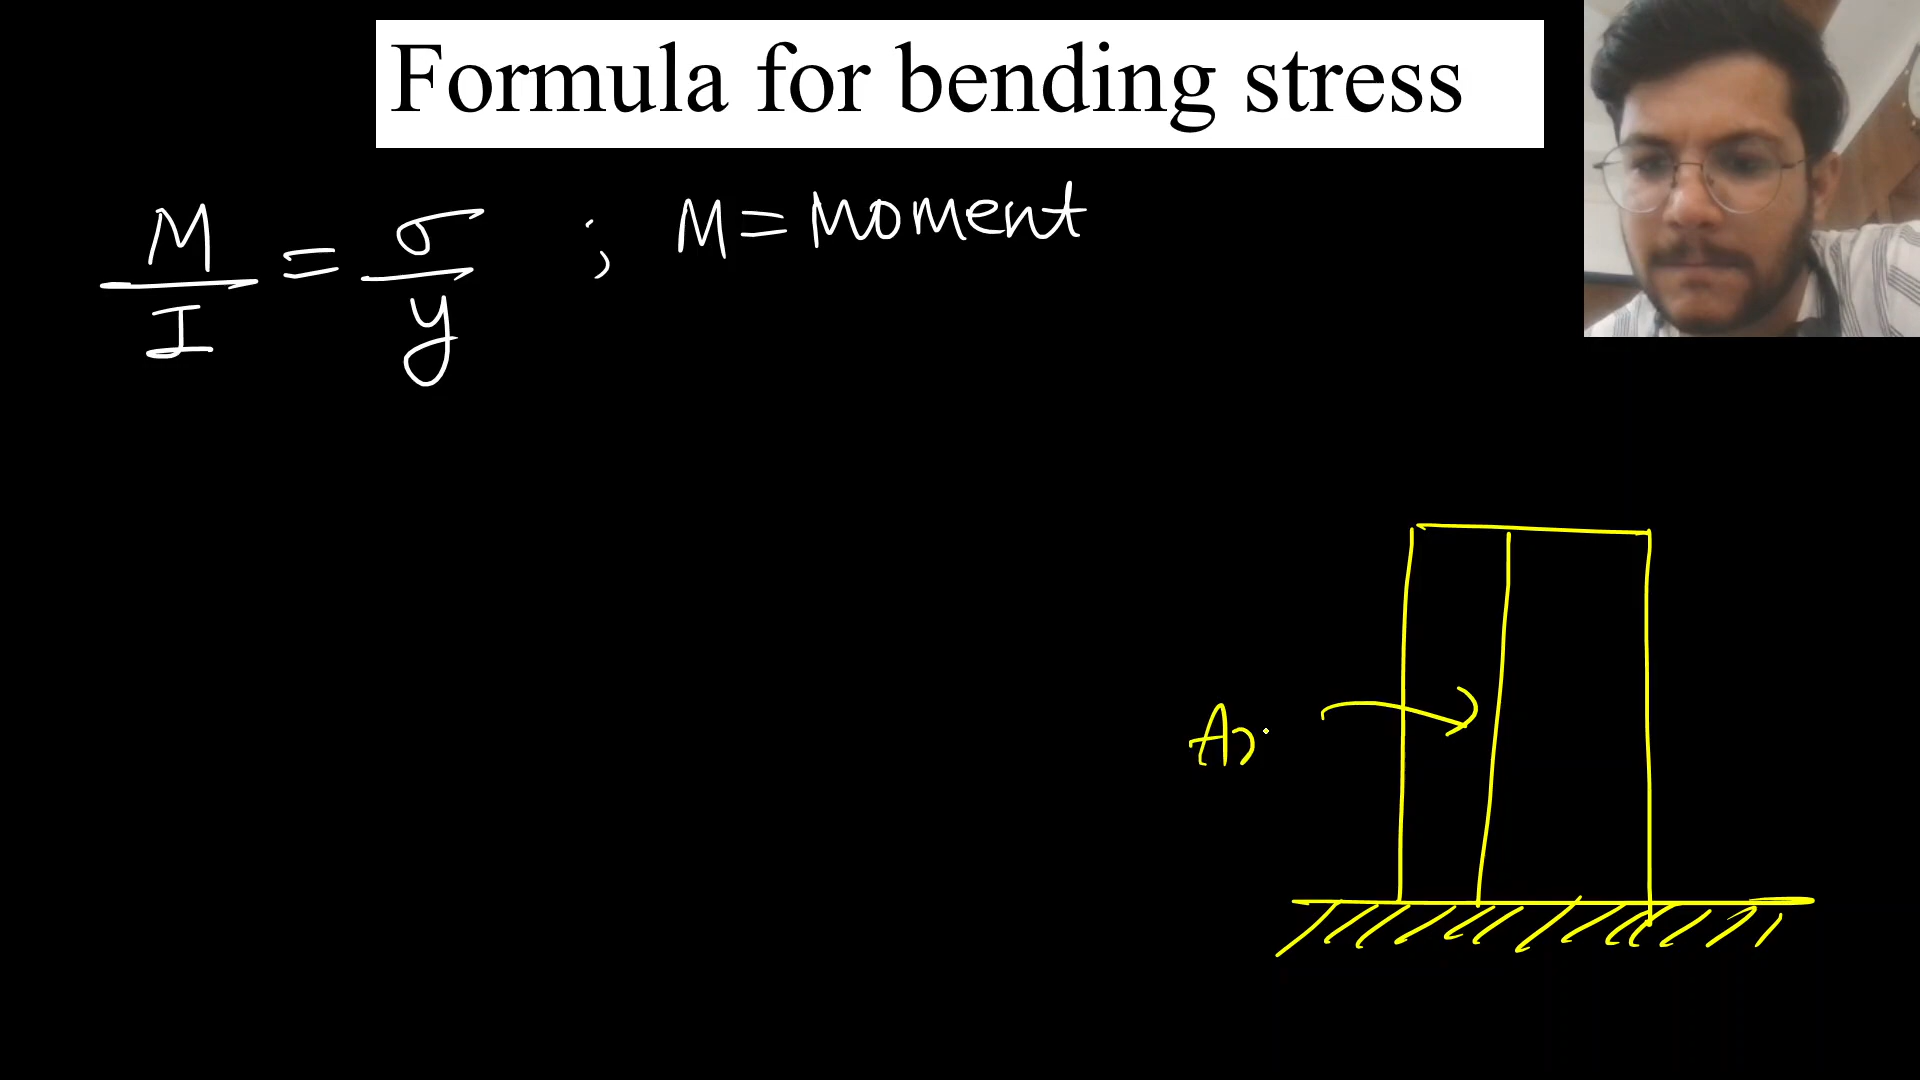 Formula for bending stress
M/I = σ/y ; M = Moment